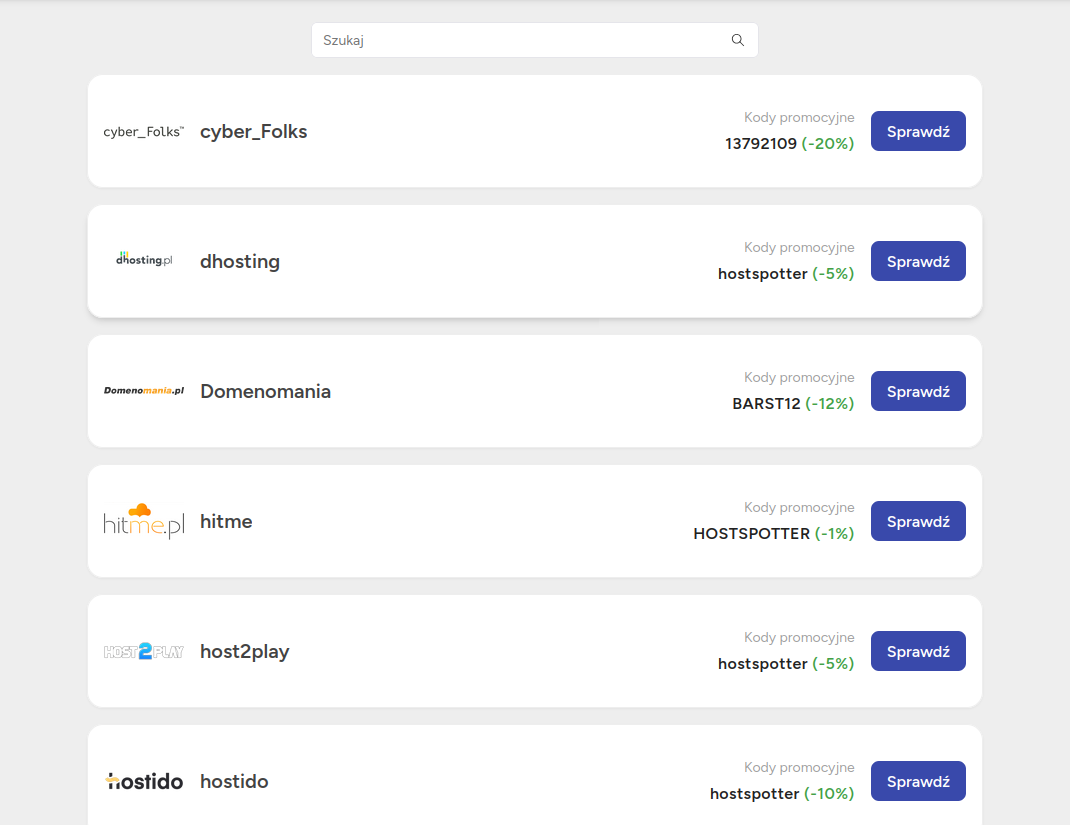 Szukaj
cyber_Folks™
cyber_Folks
Kody promocyjne
13792109 (-20%)
Sprawdź
dhosting.pl
dhosting
Kody promocyjne
hostspotter (-5%)
Sprawdź
Domenomania.pl
Domenomania
Kody promocyjne
BARST12 (-12%)
Sprawdź
hitme.pl
hitme
Kody promocyjne
HOSTSPOTTER (-1%)
Sprawdź
HOST2PLAY
host2play
Kody promocyjne
hostspotter (-5%)
Sprawdź
hostido
hostido
Kody promocyjne
hostspotter (-10%)
Sprawdź